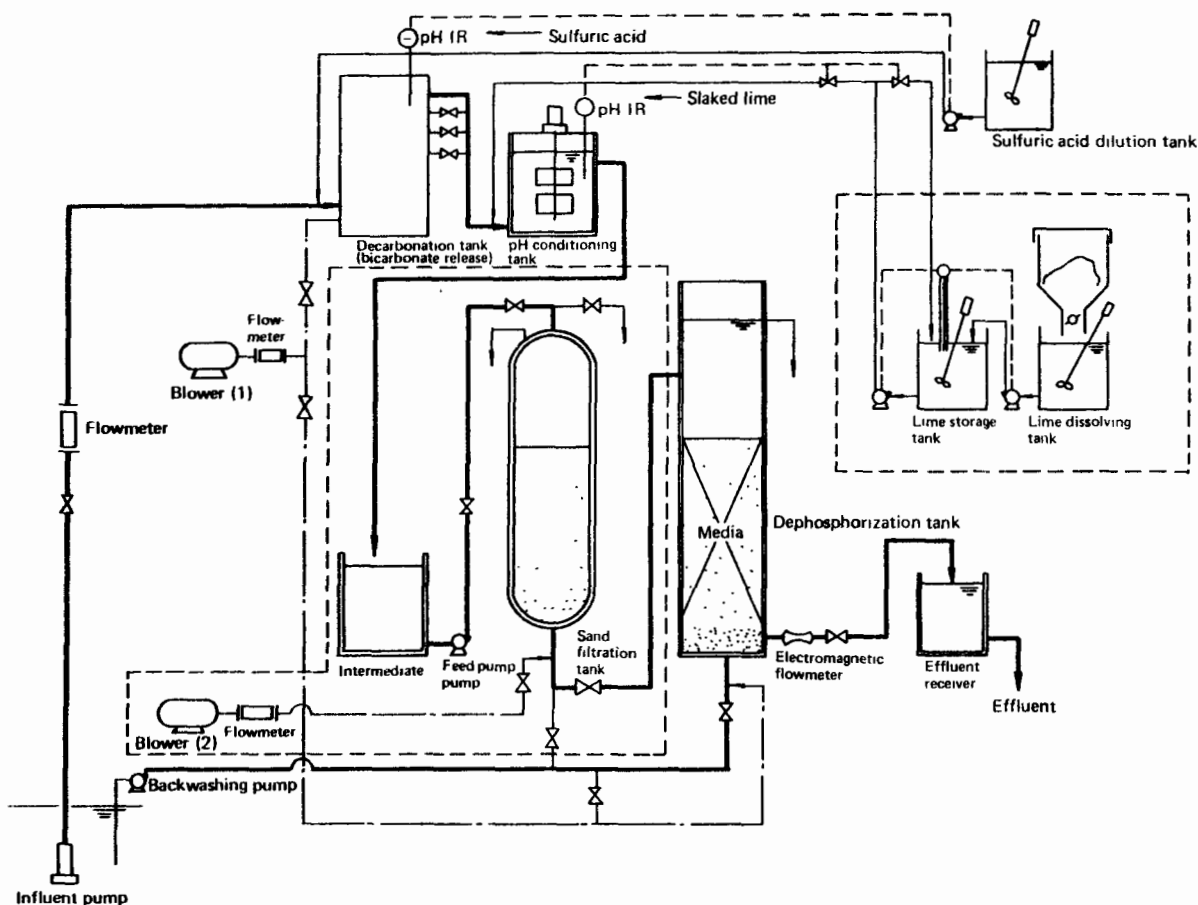 pH IR
Sulfuric acid
pH IR
Slaked lime
Sulfuric acid dilution tank
Decarbonation tank
(bicarbonate release)
pH conditioning
tank
Flow-
meter
Blower (1)
Flowmeter
Lime storage
tank
Lime dissolving
tank
Media
Dephosphorization tank
Intermediate
Feed pump
pump
Sand
filtration
tank
Electromagnetic
flowmeter
Effluent
receiver
Effluent
Blower (2)
Flowmeter
Backwashing pump
Influent pump